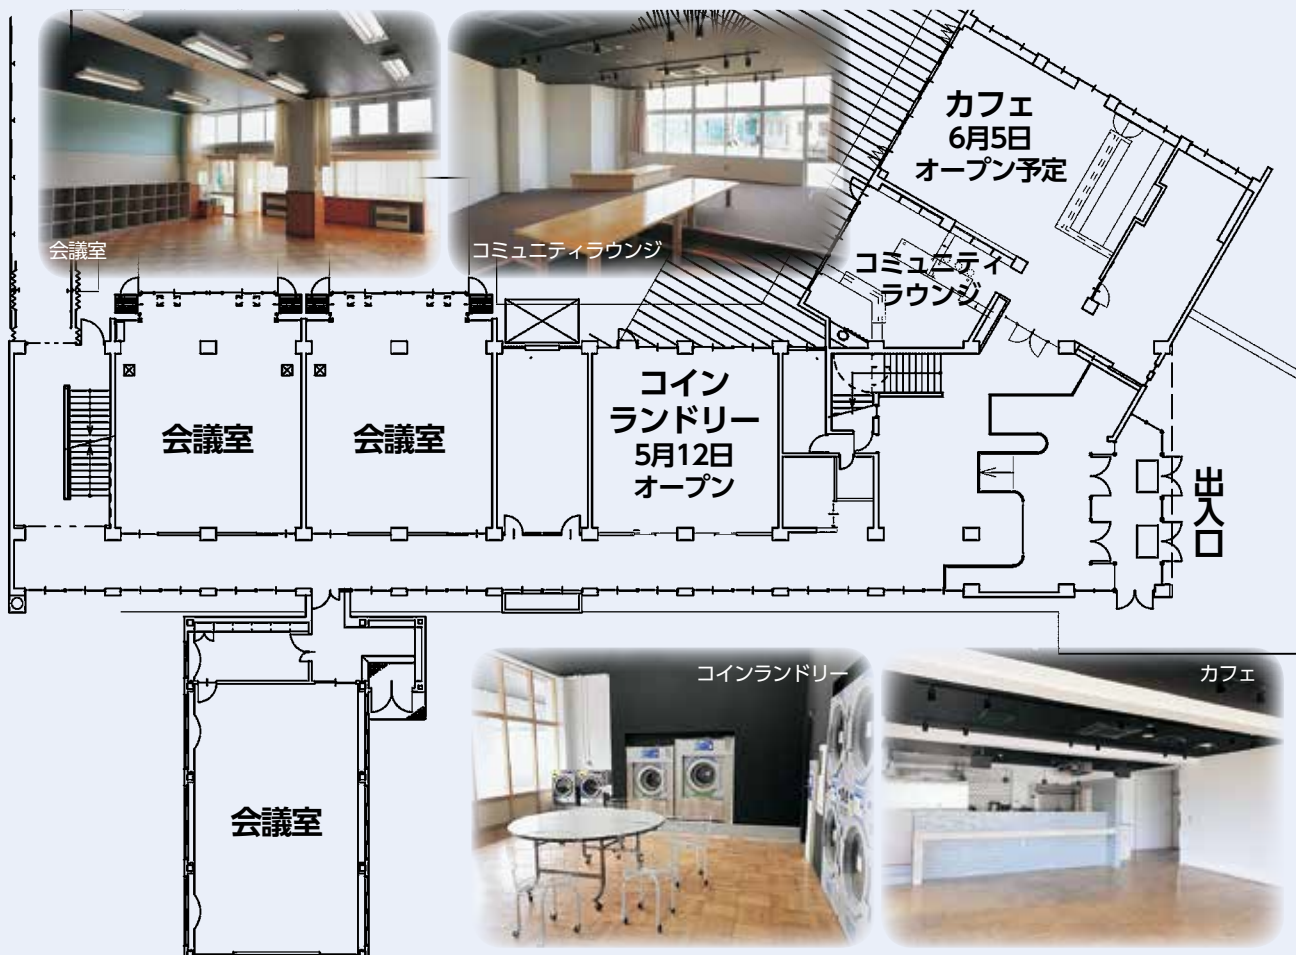 会議室
コミュニティラウンジ
カフェ
6月5日
オープン予定
コミュニティ
ラウンジ
会議室
会議室
コイン
ランドリー
5月12日
オープン
出入口
会議室
コインランドリー
カフェ